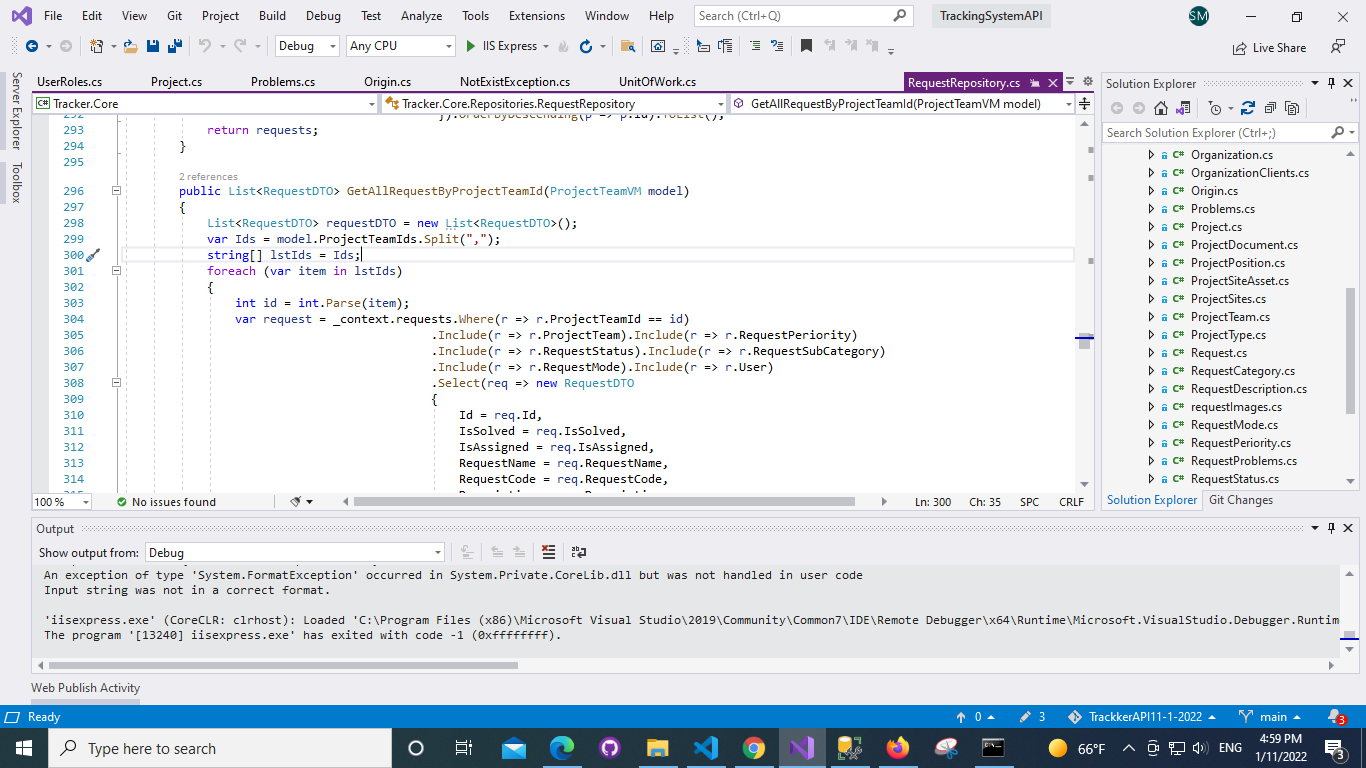 File Edit View Git Project Build Debug Test Analyze Tools Extensions Window Help Search (Ctrl+Q) TrackingSystemAPI SM
Debug Any CPU IIS Express Live Share
Server Explorer
Toolbox
UserRoles.cs Project.cs Problems.cs Origin.cs NotExistException.cs UnitOfWork.cs RequestRepository.cs
Tracker.Core Tracker.Core.Repositories.RequestRepository GetAllRequestByProjectTeamId(ProjectTeamVM model)
292 }).OrderByDescending(p => p.Id).ToList();
293 return requests;
294 }
295
2 references
296 public List<RequestDTO> GetAllRequestByProjectTeamId(ProjectTeamVM model)
297 {
298 List<RequestDTO> requestDTO = new List<RequestDTO>();
299 var Ids = model.ProjectTeamIds.Split(",");
300 string[] lstIds = Ids;
301 foreach (var item in lstIds)
302 {
303 int id = int.Parse(item);
304 var request = _context.requests.Where(r => r.ProjectTeamId == id)
305 .Include(r => r.ProjectTeam).Include(r => r.RequestPeriority)
306 .Include(r => r.RequestStatus).Include(r => r.RequestSubCategory)
307 .Include(r => r.RequestMode).Include(r => r.User)
308 .Select(req => new RequestDTO
309 {
310 Id = req.Id,
311 IsSolved = req.IsSolved,
312 IsAssigned = req.IsAssigned,
313 RequestName = req.RequestName,
314 RequestCode = req.RequestCode,
100 % No issues found Ln: 300 Ch: 35 SPC CRLF
Solution Explorer
Search Solution Explorer (Ctrl+;)
C# Organization.cs
C# OrganizationClients.cs
C# Origin.cs
C# Problems.cs
C# Project.cs
C# ProjectDocument.cs
C# ProjectPosition.cs
C# ProjectSiteAsset.cs
C# ProjectSites.cs
C# ProjectTeam.cs
C# ProjectType.cs
C# Request.cs
C# RequestCategory.cs
C# RequestDescription.cs
C# requestImages.cs
C# RequestMode.cs
C# RequestPeriority.cs
C# RequestProblems.cs
C# RequestStatus.cs
Solution Explorer Git Changes
Output
Show output from: Debug
An exception of type 'System.FormatException' occurred in System.Private.CoreLib.dll but was not handled in user code
Input string was not in a correct format.
'iisexpress.exe' (CoreCLR: clrhost): Loaded 'C:\Program Files (x86)\Microsoft Visual Studio\2019\Community\Common7\IDE\Remote Debugger\x64\Runtime\Microsoft.VisualStudio.Debugger.Runtime
The program '[13240] iisexpress.exe' has exited with code -1 (0xffffffff).
Web Publish Activity
Ready 0 3 TrackkerAPI11-1-2022 main 3
Type here to search 66°F ENG 4:59 PM
1/11/2022 3